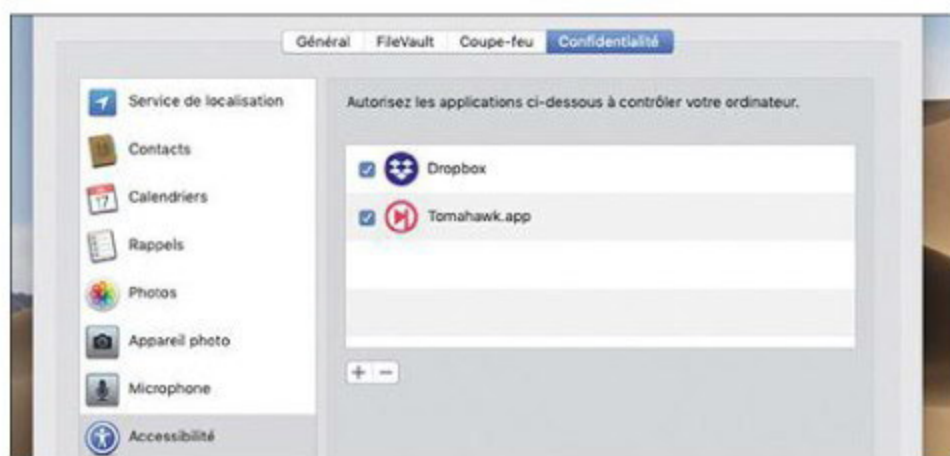 Général FileVault Coupe-feu Confidentialité
Service de localisation
Contacts
Calendriers
Rappels
Photos
Appareil photo
Microphone
Accessibilité
Autorisez les applications ci-dessous à contrôler votre ordinateur.
Dropbox
Tomahawk.app
17